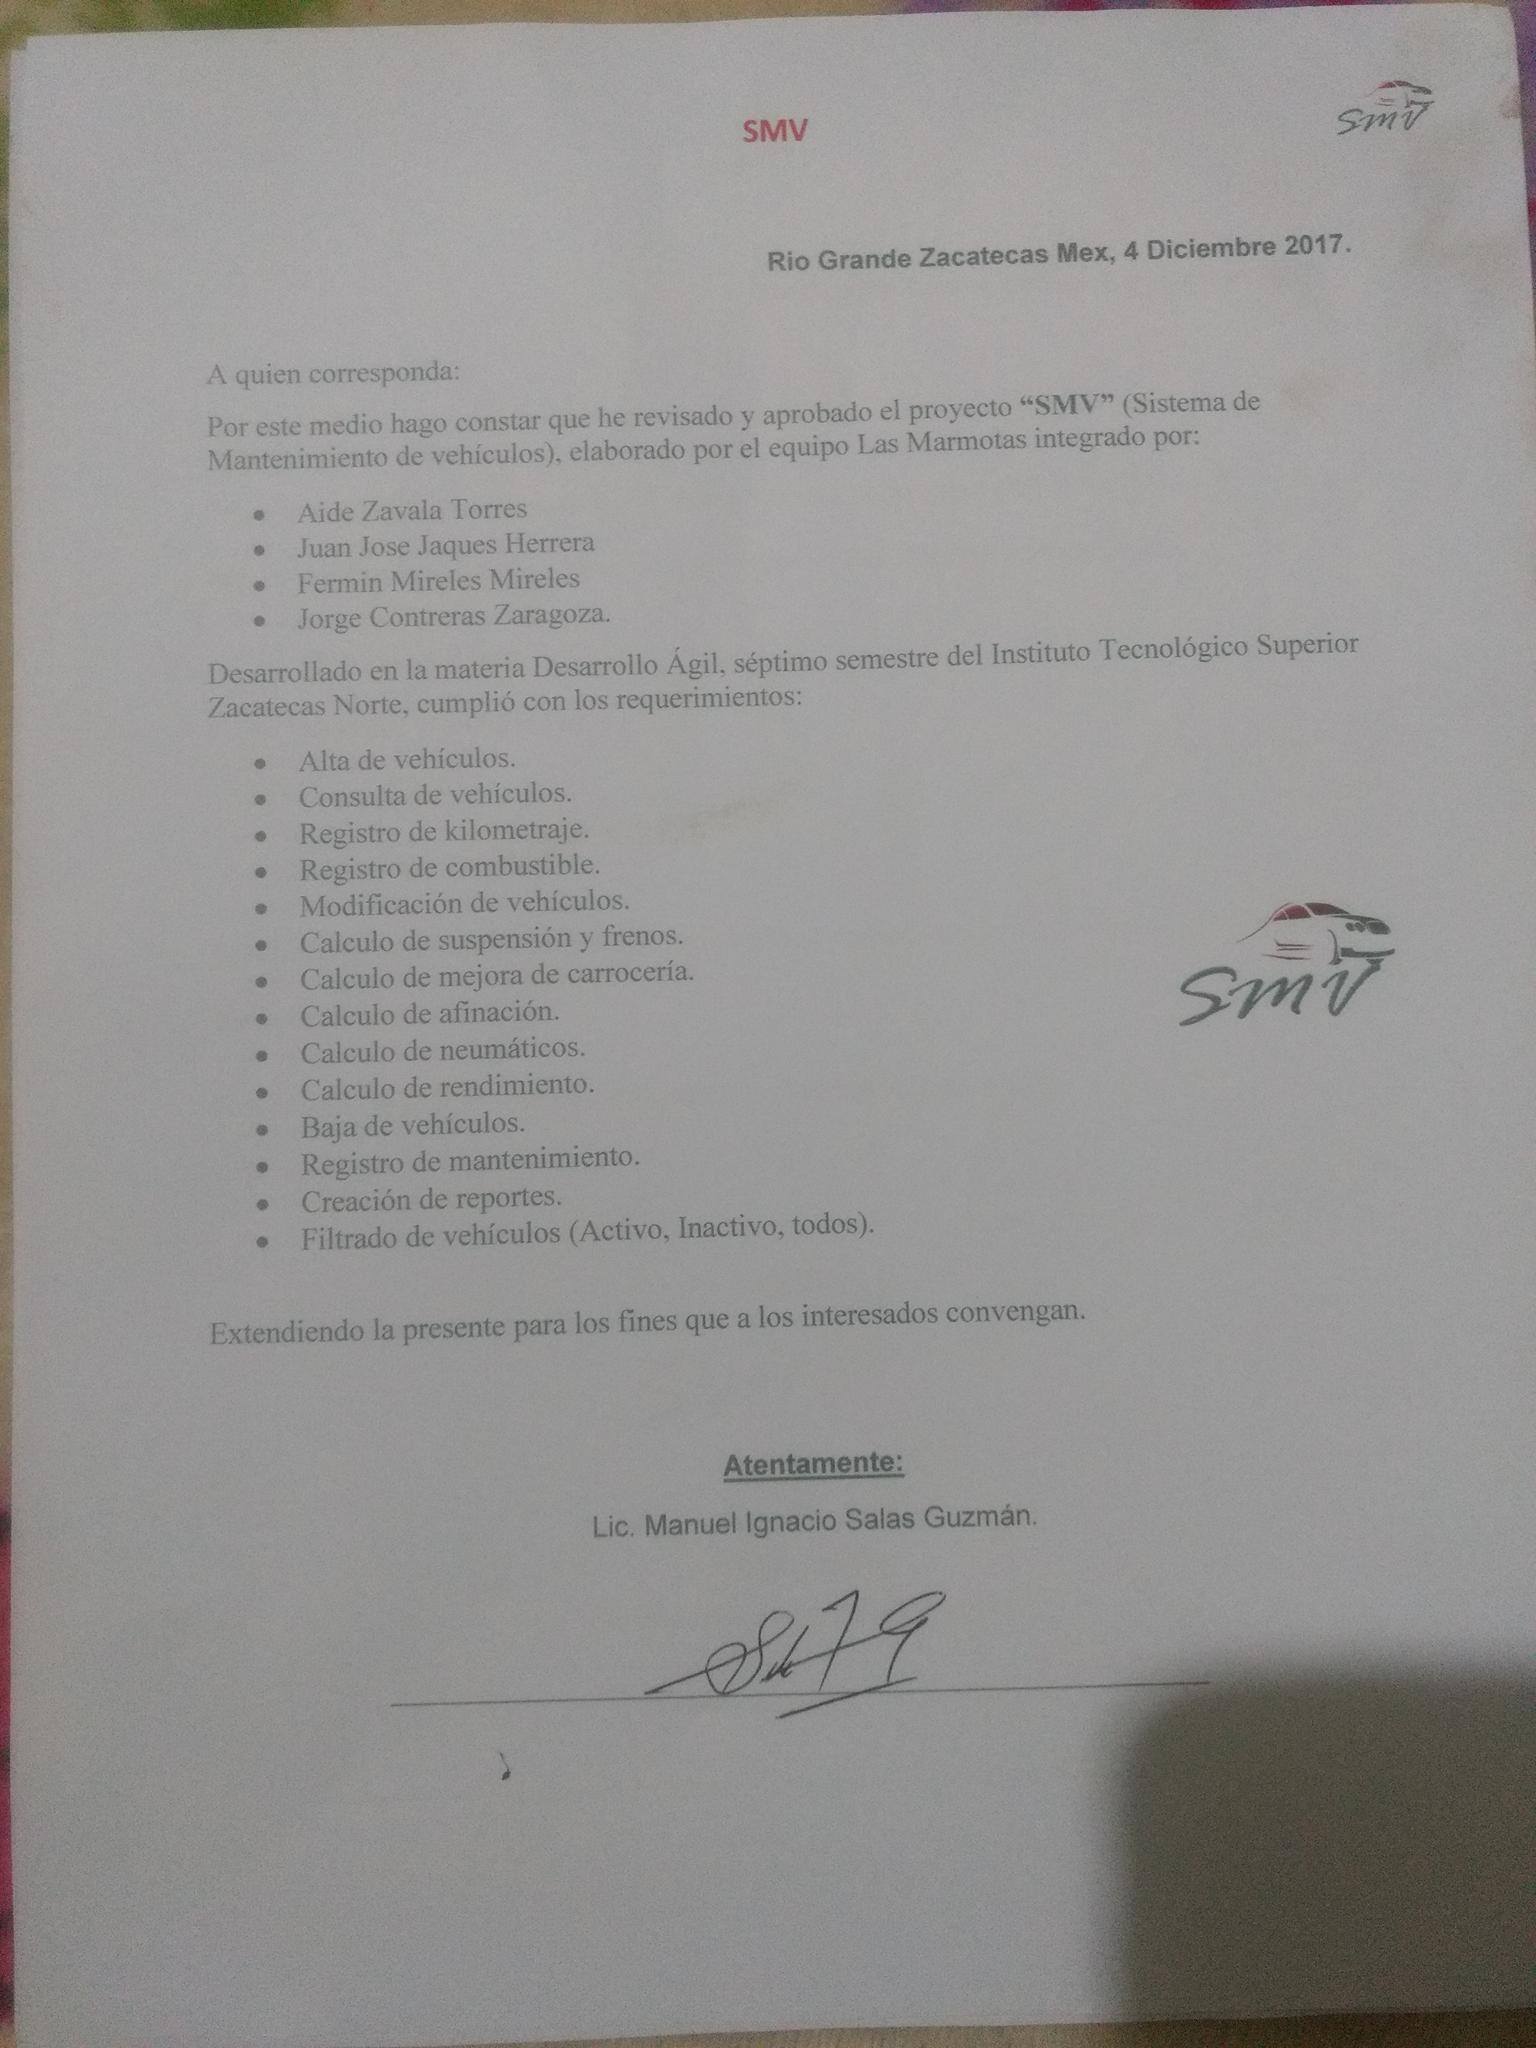 SMV
SMV
Rio Grande Zacatecas Mex, 4 Diciembre 2017.
A quien corresponda:
Por este medio hago constar que he revisado y aprobado el proyecto “SMV” (Sistema de
Mantenimiento de vehículos), elaborado por el equipo Las Marmotas integrado por:
• Aide Zavala Torres
• Juan Jose Jaques Herrera
• Fermin Mireles Mireles
• Jorge Contreras Zaragoza.
Desarrollado en la materia Desarrollo Ágil, séptimo semestre del Instituto Tecnológico Superior
Zacatecas Norte, cumplió con los requerimientos:
• Alta de vehículos.
• Consulta de vehículos.
• Registro de kilometraje.
• Registro de combustible.
• Modificación de vehículos.
• Calculo de suspensión y frenos.
• Calculo de mejora de carrocería.
• Calculo de afinación.
• Calculo de neumáticos.
• Calculo de rendimiento.
• Baja de vehículos.
• Registro de mantenimiento.
• Creación de reportes.
• Filtrado de vehículos (Activo, Inactivo, todos).
SMV
Extendiendo la presente para los fines que a los interesados convengan.
Atentamente:
Lic. Manuel Ignacio Salas Guzmán.